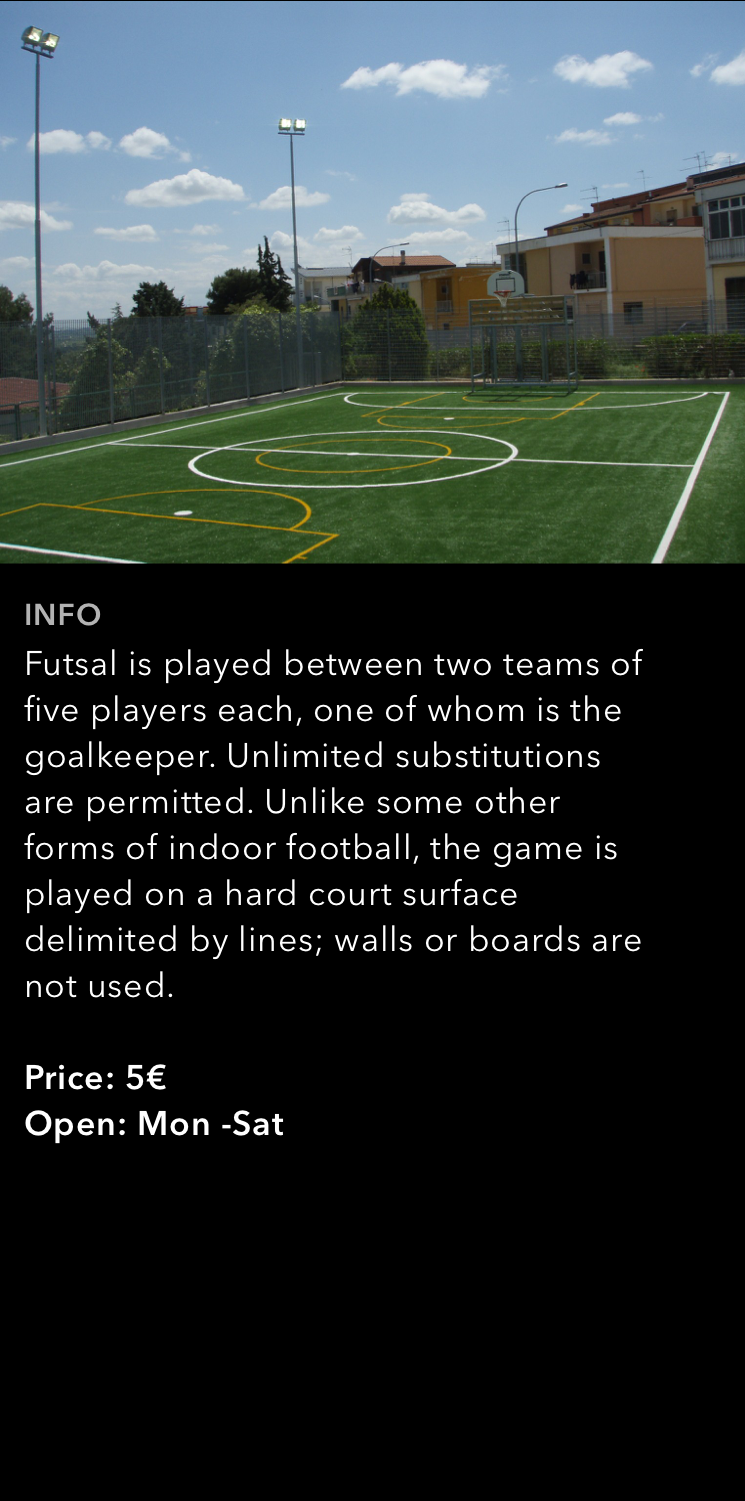 INFO
Futsal is played between two teams of
five players each, one of whom is the
goalkeeper. Unlimited substitutions
are permitted. Unlike some other
forms of indoor football, the game is
played on a hard court surface
delimited by lines; walls or boards are
not used.
Price: 5€
Open: Mon -Sat